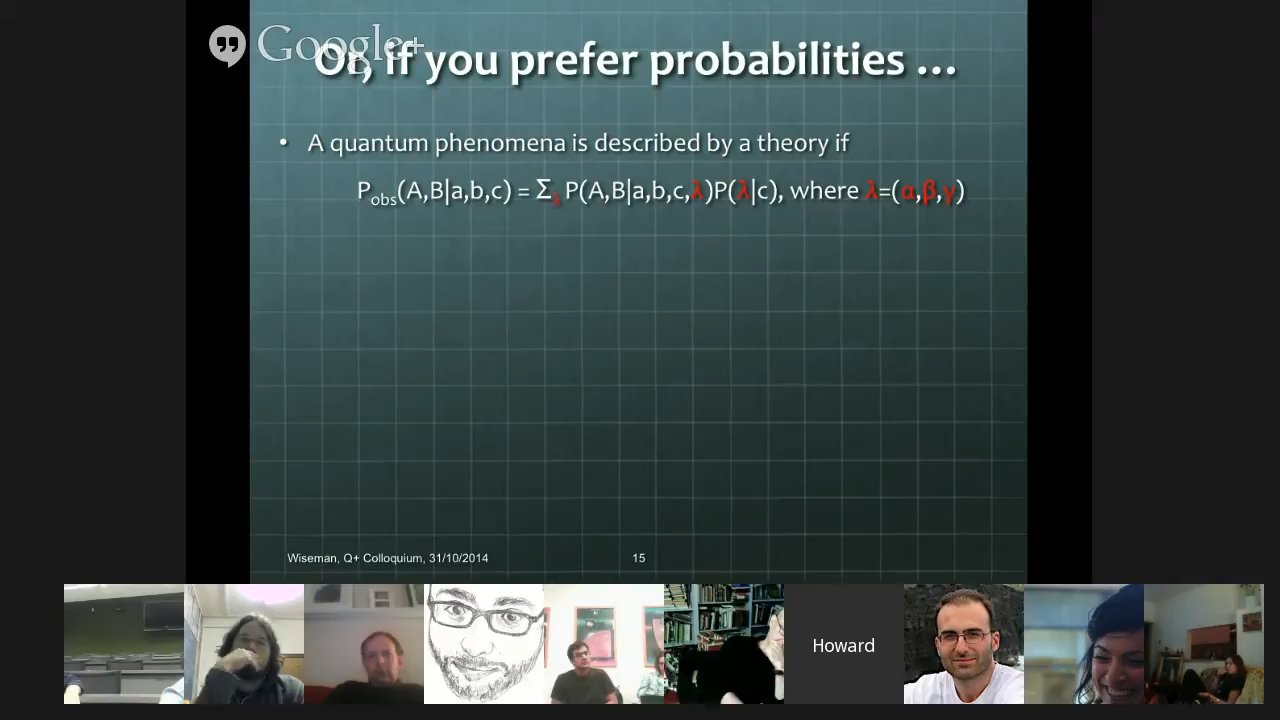 Google+
Or, if you prefer probabilities …
• A quantum phenomena is described by a theory if
P_obs(A,B|a,b,c) = Σ_λ P(A,B|a,b,c,λ)P(λ|c), where λ=(α,β,γ)
Wiseman, Q+ Colloquium, 31/10/2014
15
Howard